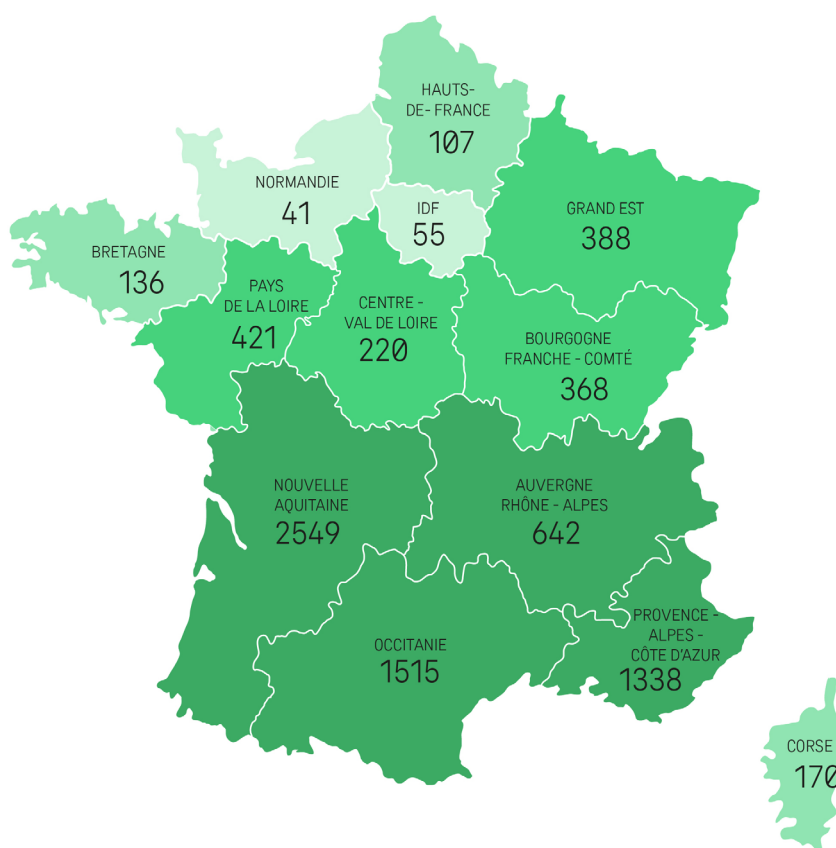 HAUTS-
DE- FRANCE
107
NORMANDIE
41
IDF
55
GRAND EST
388
BRETAGNE
136
PAYS
DE LA LOIRE
421
CENTRE -
VAL DE LOIRE
220
BOURGOGNE
FRANCHE - COMTÉ
368
NOUVELLE
AQUITAINE
2549
AUVERGNE
RHÔNE - ALPES
642
OCCITANIE
1515
PROVENCE -
ALPES -
CÔTE D'AZUR
1338
CORSE
170